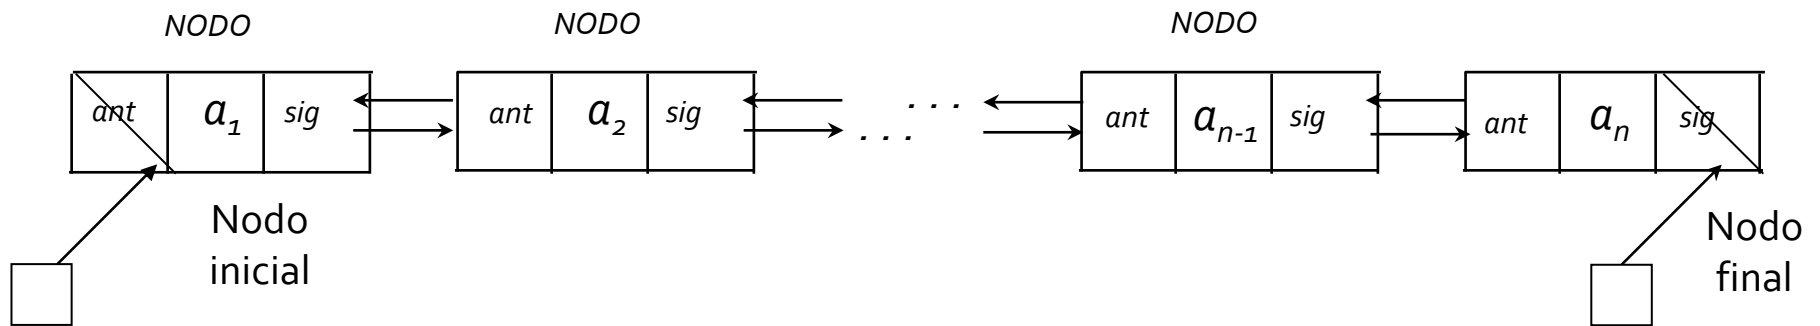 NODO NODO NODO
ant a1 sig ant a2 sig . . . ant an-1 sig ant an sig
. . .
Nodo
inicial
Nodo
final